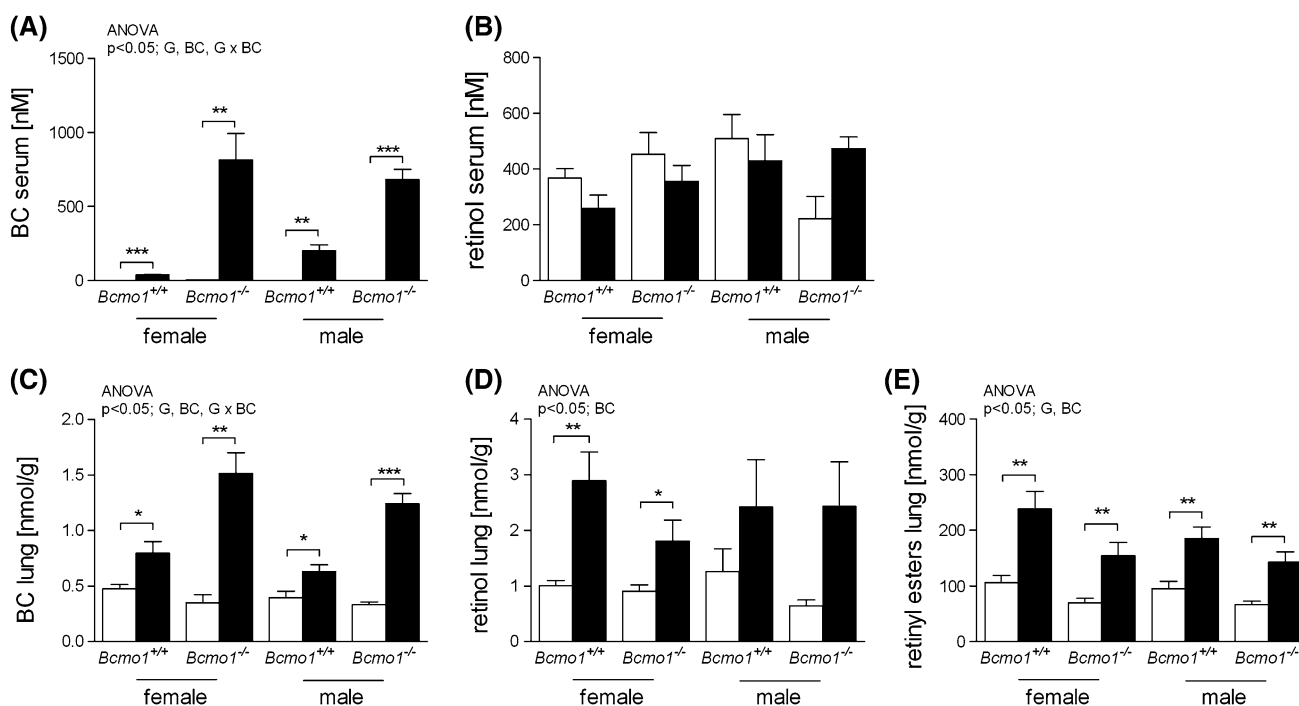 (A)
ANOVA
p<0.05; G, BC, G x BC
BC serum [nM]
1500
1000
500
0
***
**
**
***
Bcmo1+/+ Bcmo1-/- Bcmo1+/+ Bcmo1-/-
female male
(B)
retinol serum [nM]
800
600
400
200
0
Bcmo1+/+ Bcmo1-/- Bcmo1+/+ Bcmo1-/-
female male
(C)
ANOVA
p<0.05; G, BC, G x BC
BC lung [nmol/g]
2.0
1.5
1.0
0.5
0.0
*
**
*
***
Bcmo1+/+ Bcmo1-/- Bcmo1+/+ Bcmo1-/-
female male
(D)
ANOVA
p<0.05; BC
retinol lung [nmol/g]
4
3
2
1
0
**
*
Bcmo1+/+ Bcmo1-/- Bcmo1+/+ Bcmo1-/-
female male
(E)
ANOVA
p<0.05; G, BC
retinyl esters lung [nmol/g]
400
300
200
100
0
**
**
**
**
Bcmo1+/+ Bcmo1-/- Bcmo1+/+ Bcmo1-/-
female male